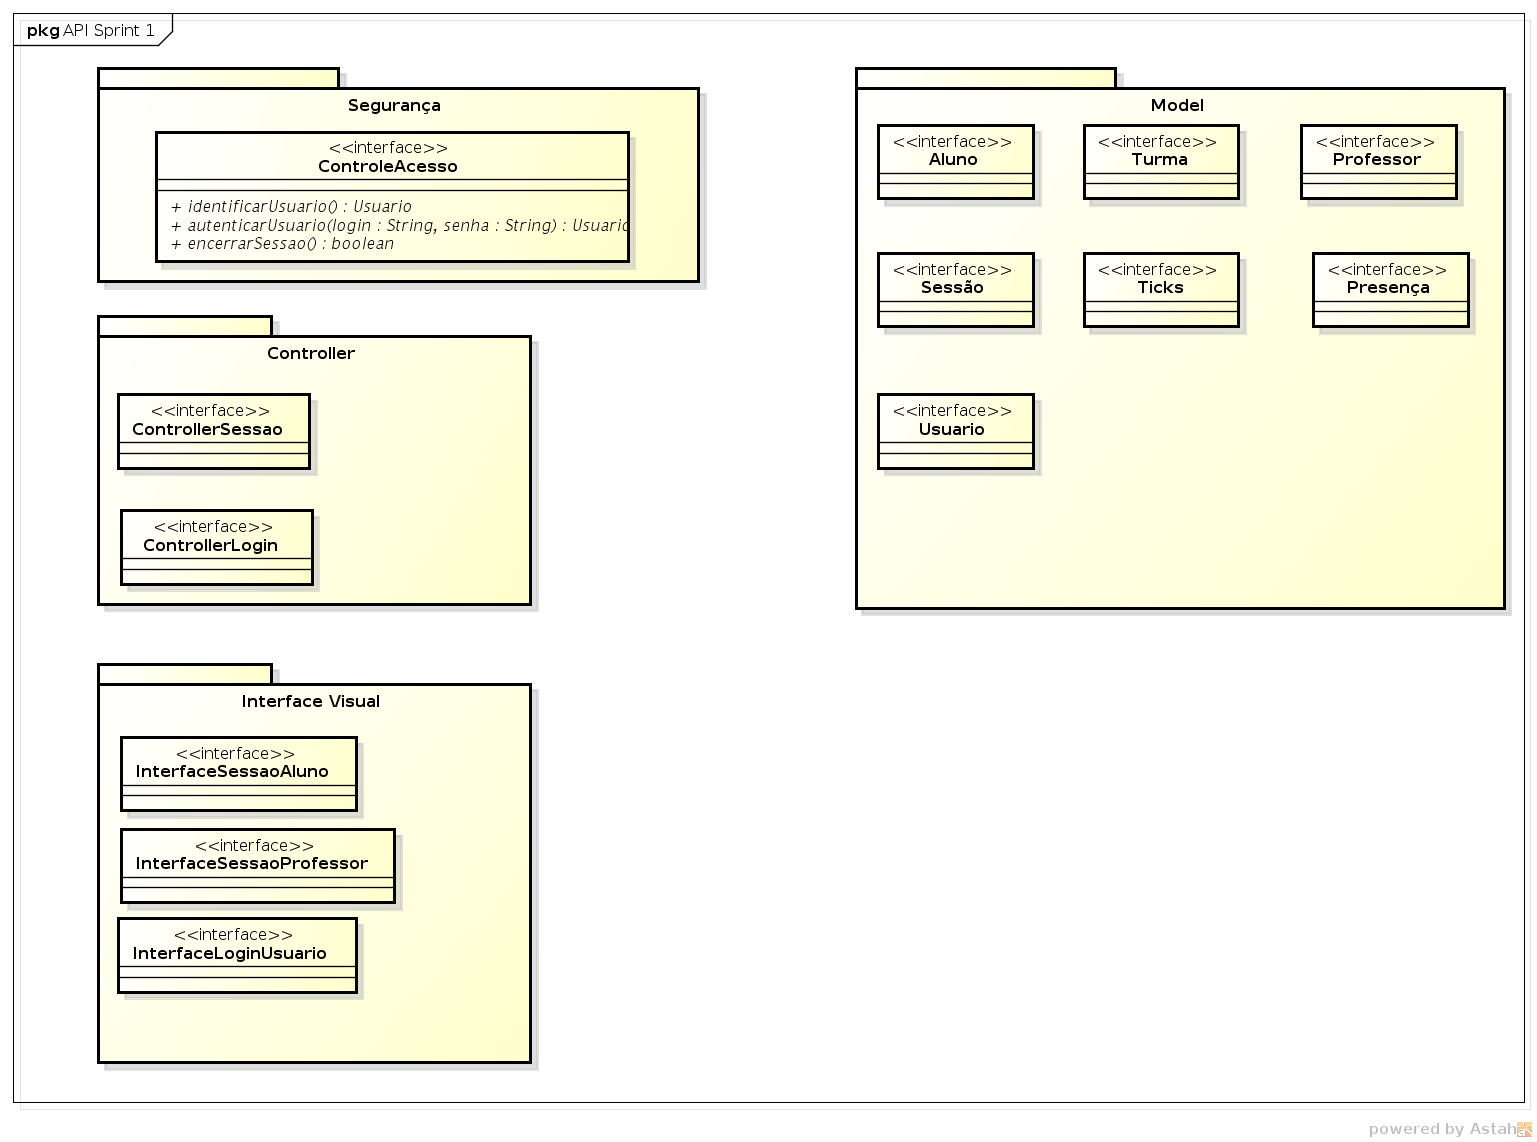 pkg API Sprint 1
Segurança
<<interface>>
ControleAcesso
+ identificarUsuario() : Usuario
+ autenticarUsuario(login : String, senha : String) : Usuario
+ encerrarSessao() : boolean
Controller
<<interface>>
ControllerSessao
<<interface>>
ControllerLogin
Interface Visual
<<interface>>
InterfaceSessaoAluno
<<interface>>
InterfaceSessaoProfessor
<<interface>>
InterfaceLoginUsuario
Model
<<interface>>
Aluno
<<interface>>
Turma
<<interface>>
Professor
<<interface>>
Sessão
<<interface>>
Ticks
<<interface>>
Presença
<<interface>>
Usuario
powered by Astah